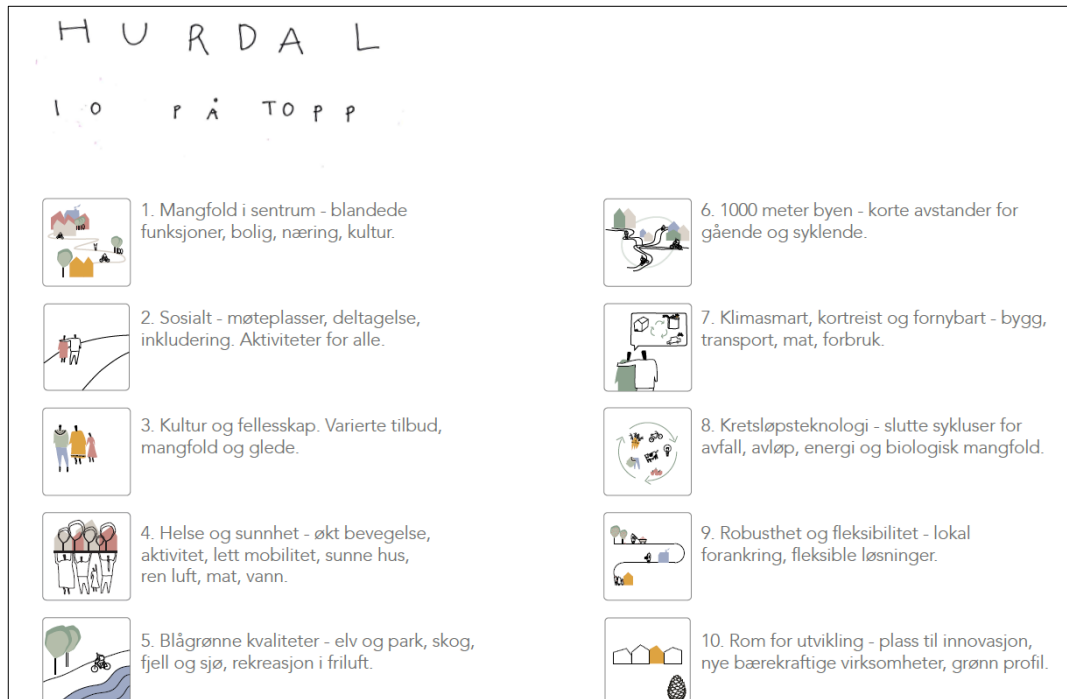 HURDAL
10 PÅ TOPP
1. Mangfold i sentrum - blandede
funksjoner, bolig, næring, kultur.
2. Sosialt - møteplasser, deltagelse,
inkludering. Aktiviteter for alle.
3. Kultur og fellesskap. Varierte tilbud,
mangfold og glede.
4. Helse og sunnhet - økt bevegelse,
aktivitet, lett mobilitet, sunne hus,
ren luft, mat, vann.
5. Blågrønne kvaliteter - elv og park, skog,
fjell og sjø, rekreasjon i friluft.
6. 1000 meter byen - korte avstander for
gående og syklende.
7. Klimasmart, kortreist og fornybart - bygg,
transport, mat, forbruk.
8. Kretsløpsteknologi - slutte sykluser for
avfall, avløp, energi og biologisk mangfold.
9. Robusthet og fleksibilitet - lokal
forankring, fleksible løsninger.
10. Rom for utvikling - plass til innovasjon,
nye bærekraftige virksomheter, grønn profil.